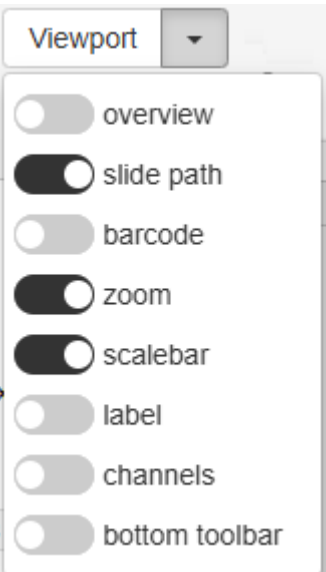 Viewport
overview
slide path
barcode
zoom
scalebar
label
channels
bottom toolbar